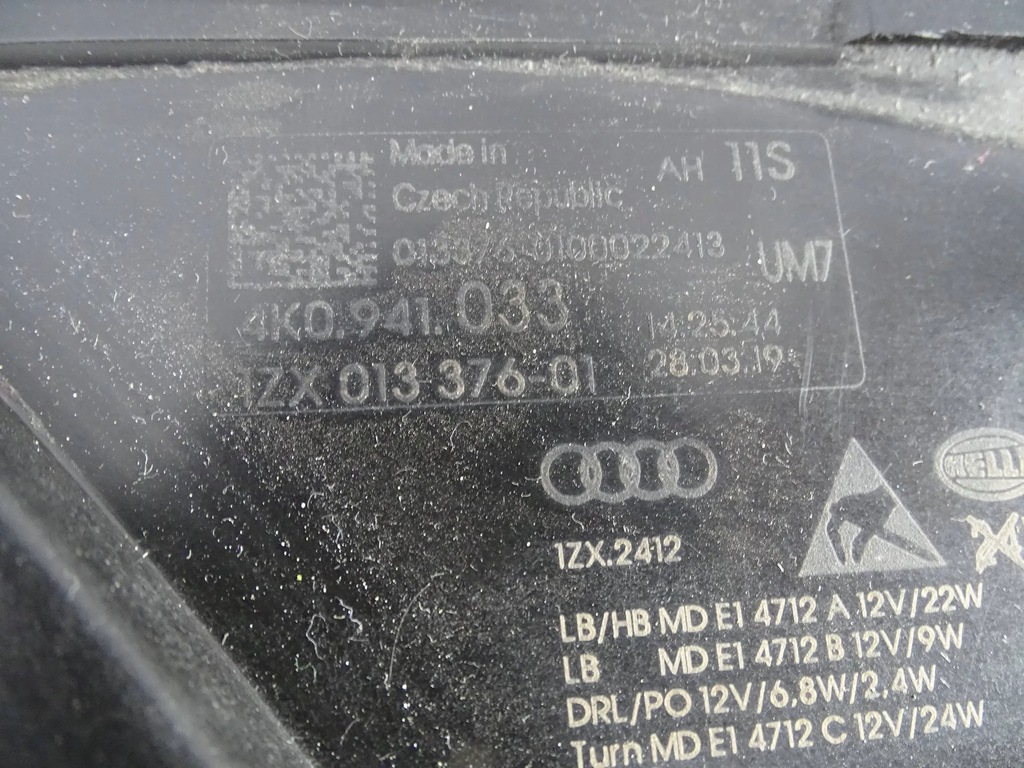 Made in
AH 11S
Czech Republic
013376-0100022413
UM7
4K0.941.033
14:25:44
1ZX 013 376-01
28.03.19
1ZX.2412
LB/HB MD E1 4712 A 12V/22W
LB MD E1 4712 B 12V/9W
DRL/PO 12V/6,8W/2,4W
Turn MD E1 4712 C 12V/24W